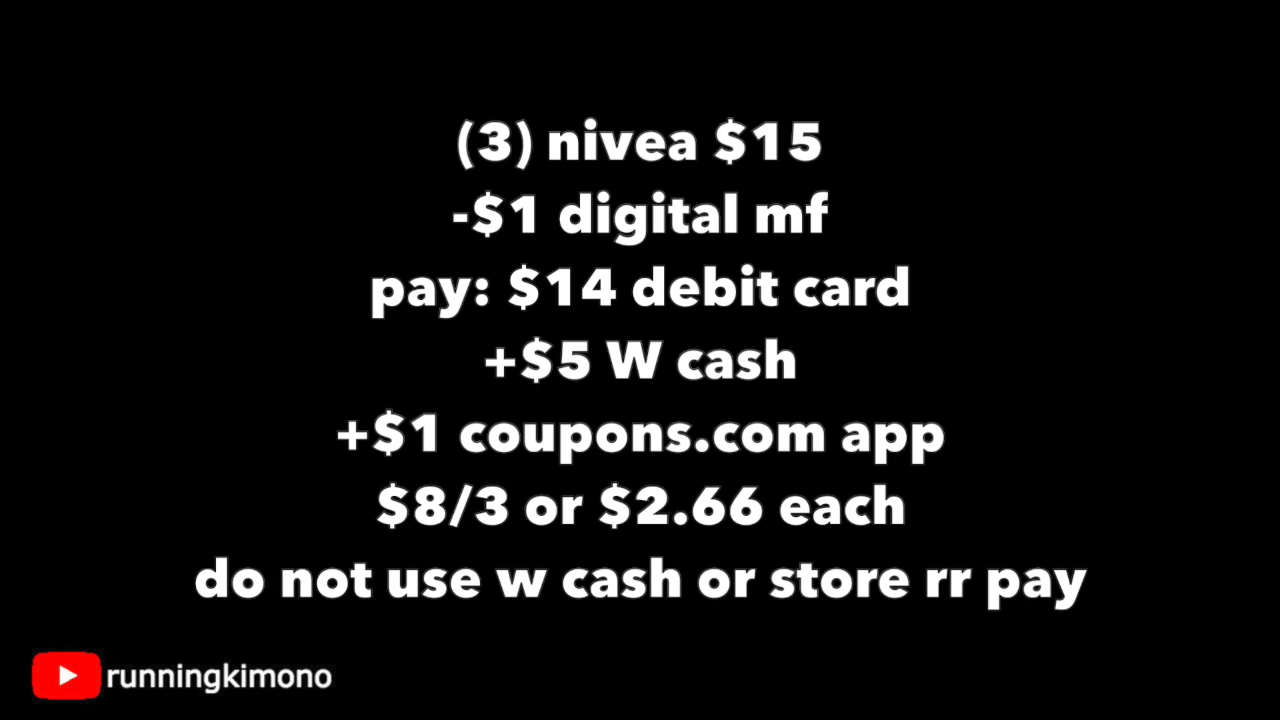 (3) nivea $15
-$1 digital mf
pay: $14 debit card
+$5 W cash
+$1 coupons.com app
$8/3 or $2.66 each
do not use w cash or store rr pay
runningkimono